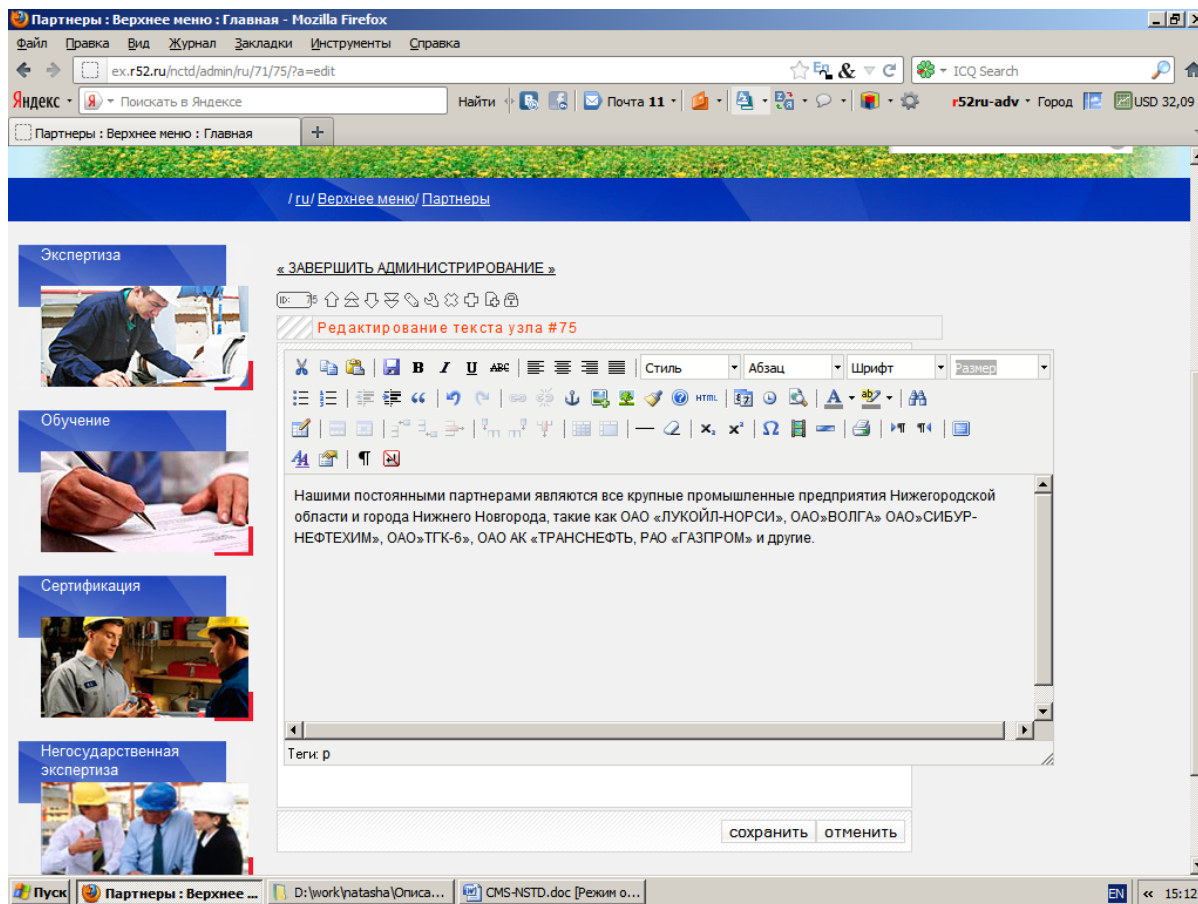 Партнеры : Верхнее меню : Главная - Mozilla Firefox
Файл Правка Вид Журнал Закладки Инструменты Справка
ex.r52.ru/nctd/admin/ru/71/75/?a=edit ICQ Search
Яндекс Я Поискать в Яндексе Найти Почта 11 r52ru-adv Город USD 32,09
Партнеры : Верхнее меню : Главная +
/ ru/ Верхнее меню/ Партнеры
Экспертиза
« ЗАВЕРШИТЬ АДМИНИСТРИРОВАНИЕ »
ID: 75
Редактирование текста узла #75
B I U ABC Стиль Абзац Шрифт Размер
HTML
Обучение
Нашими постоянными партнерами являются все крупные промышленные предприятия Нижегородской
области и города Нижнего Новгорода, такие как ОАО «ЛУКОЙЛ-НОРСИ», ОАО»ВОЛГА» ОАО»СИБУР-
НЕФТЕХИМ», ОАО»ТГК-6», ОАО АК «ТРАНСНЕФТЬ, РАО «ГАЗПРОМ» и другие.
Сертификация
Негосударственная
экспертиза
Теги: p
сохранить отменить
Пуск Партнеры : Верхнее ... D:\work\natasha\Описа... CMS-NSTD.doc [Режим о... EN « 15:12